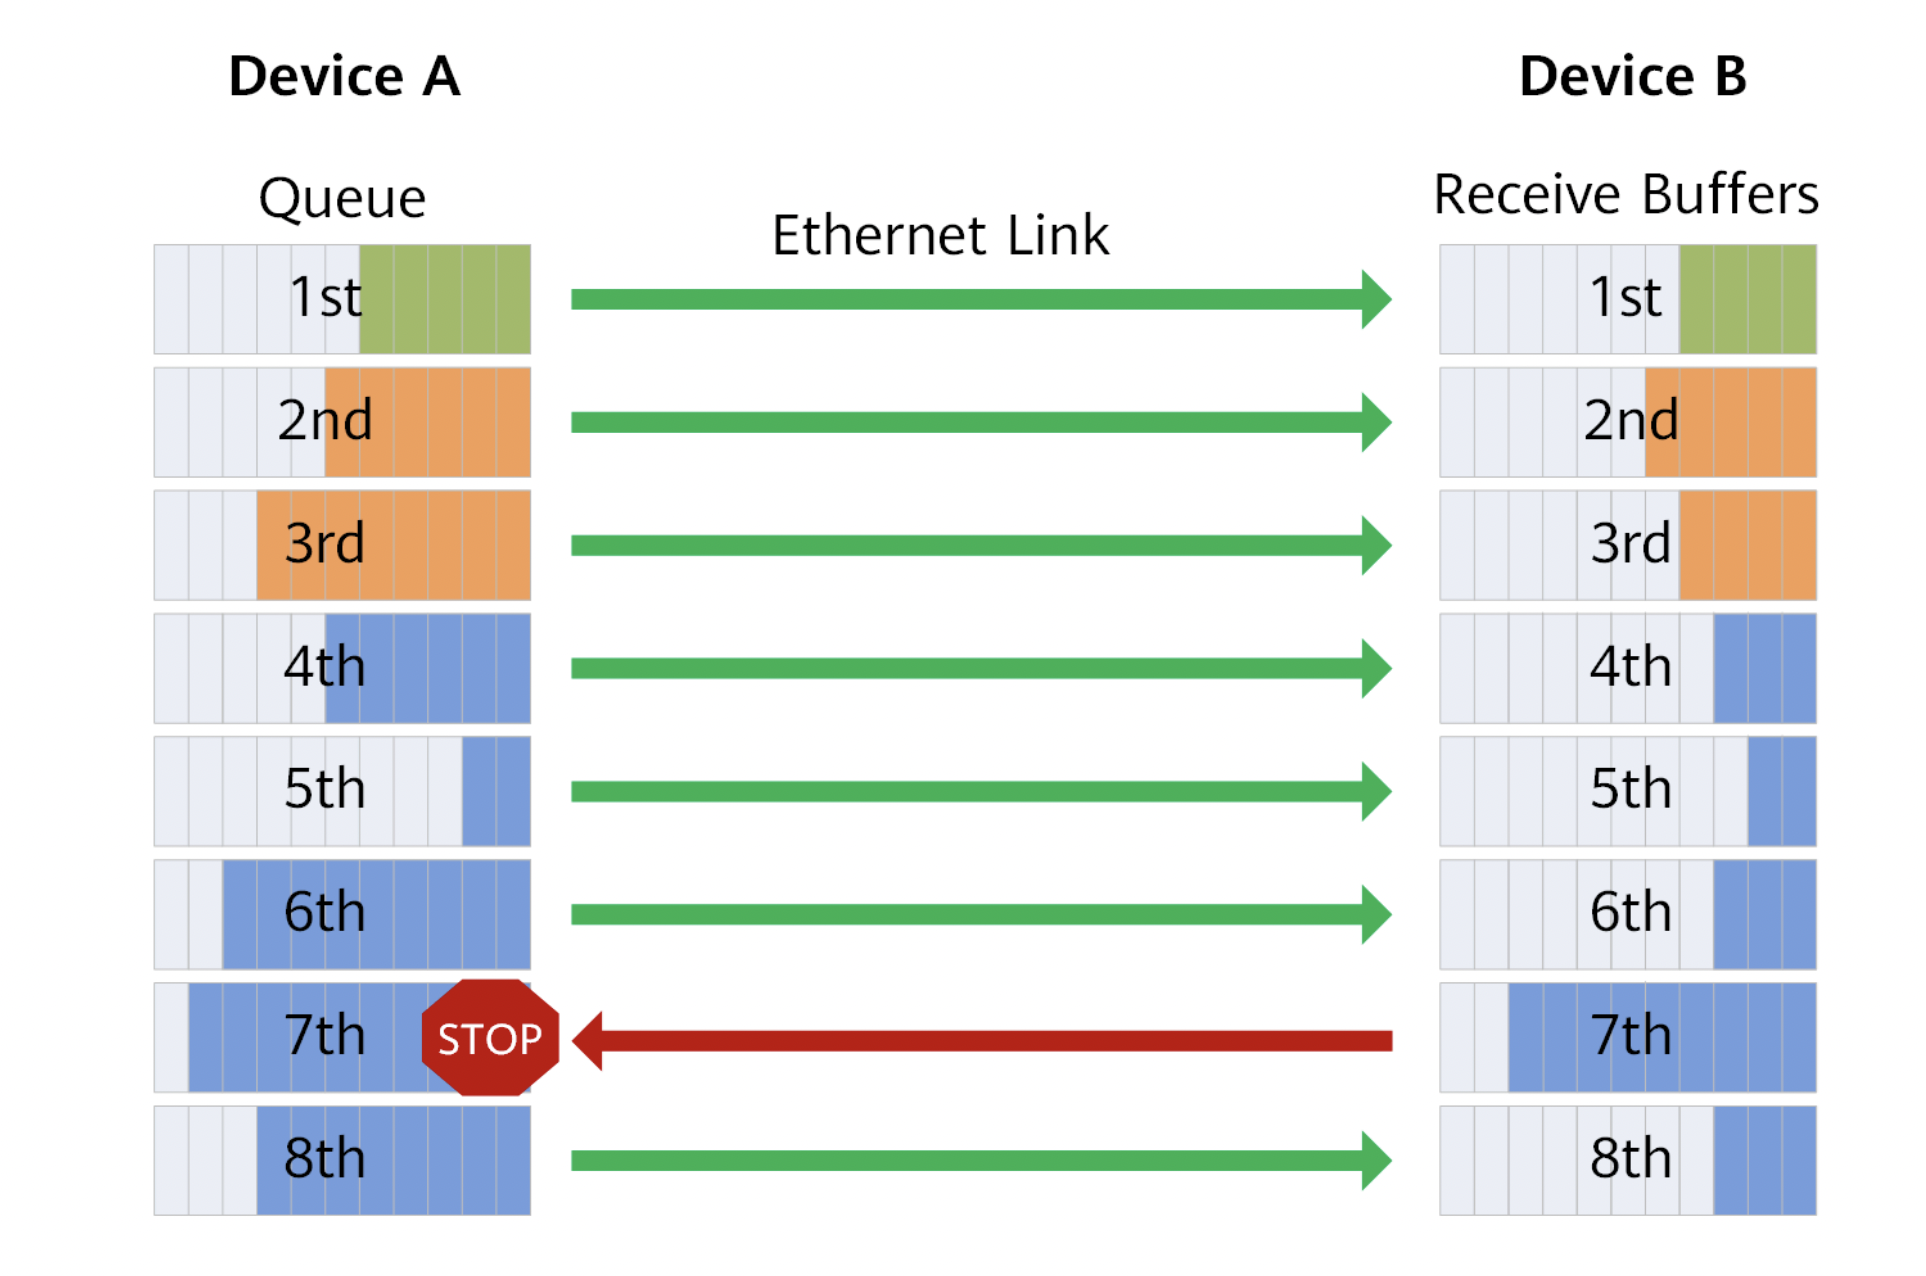 Device A
Device B
Queue
Ethernet Link
Receive Buffers
1st
1st
2nd
2nd
3rd
3rd
4th
4th
5th
5th
6th
6th
7th
STOP
7th
8th
8th